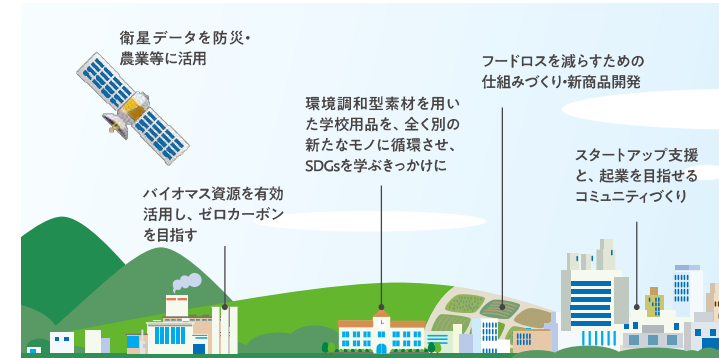 衛星データを防災・
農業等に活用
フードロスを減らすための
仕組みづくり・新商品開発
環境調和型素材を用い
た学校用品を、全く別の
新たなモノに循環させ、
SDGsを学ぶきっかけに
スタートアップ支援
と、起業を目指せる
コミュニティづくり
バイオマス資源を有効
活用し、ゼロカーボン
を目指す